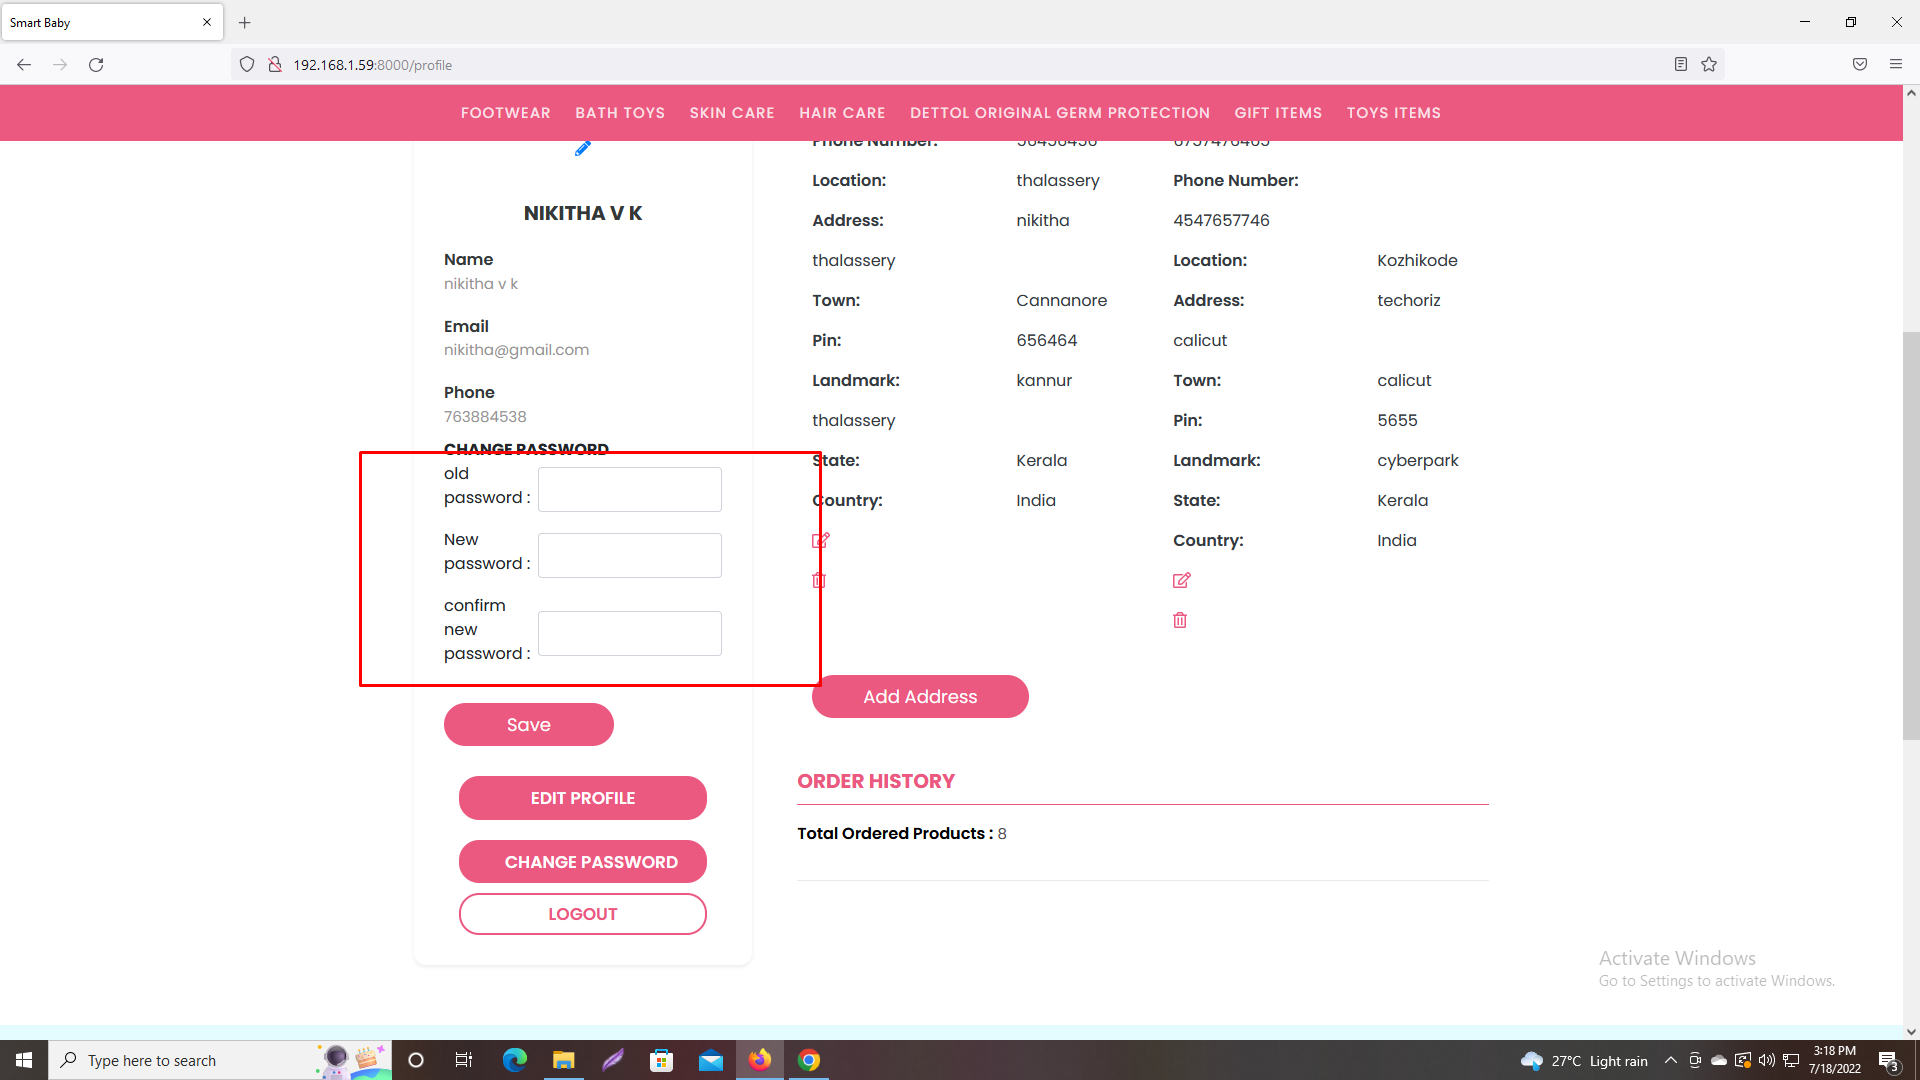 Smart Baby
192.168.1.59:8000/profile
FOOTWEAR BATH TOYS SKIN CARE HAIR CARE DETTOL ORIGINAL GERM PROTECTION GIFT ITEMS TOYS ITEMS
NIKITHA V K
Name
nikitha v k
Email
nikitha@gmail.com
Phone
763884538
CHANGE PASSWORD
old
password :
New
password :
confirm
new
password :
Save
EDIT PROFILE
CHANGE PASSWORD
LOGOUT
Phone Number:
Location: thalassery
Address: nikitha
thalassery
Town: Cannanore
Pin: 656464
Landmark: kannur
thalassery
State: Kerala
Country: India
Phone Number:
4547657746
Location: Kozhikode
Address: techoriz
calicut
Town: calicut
Pin: 5655
Landmark: cyberpark
State: Kerala
Country: India
Add Address
ORDER HISTORY
Total Ordered Products : 8
Activate Windows
Go to Settings to activate Windows.
Type here to search
27°C Light rain
3:18 PM
7/18/2022
3